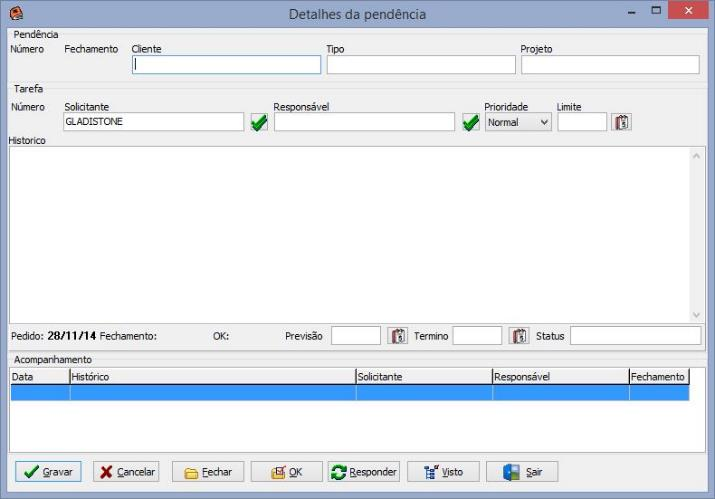 Detalhes da pendência
Pendência
Número Fechamento Cliente Tipo Projeto
Tarefa
Número Solicitante Responsável Prioridade Limite
GLADISTONE Normal
Historico
Pedido: 28/11/14 Fechamento: OK: Previsão Termino Status
Acompanhamento
Data Histórico Solicitante Responsável Fechamento
Gravar Cancelar Fechar OK Responder Visto Sair